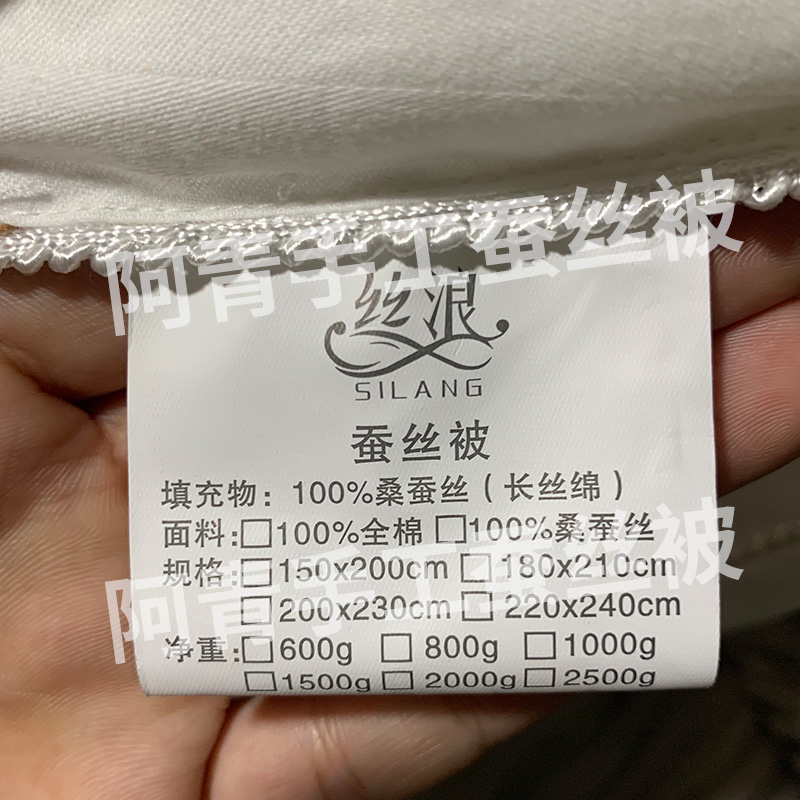 阿青手工蚕丝被
丝浪
SILANG
蚕丝被
填充物：100%桑蚕丝（长丝绵）
面料:□100%全棉 □100%桑蚕丝
规格:□150x200cm □180x210cm
□200x230cm □220x240cm
阿青手工蚕丝被
净重:□600g □800g □1000g
□1500g □2000g □2500g